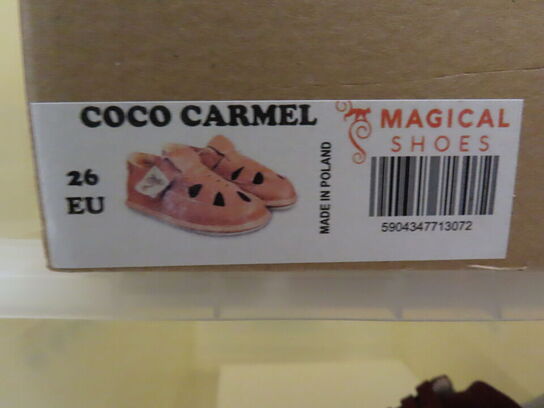 COCO CARMEL
26
EU
MADE IN POLAND
MAGICAL
SHOES
5904347713072